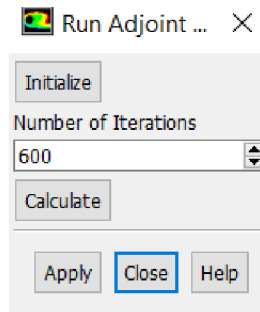 Run Adjoint ...
Initialize
Number of Iterations
600
Calculate
Apply Close Help